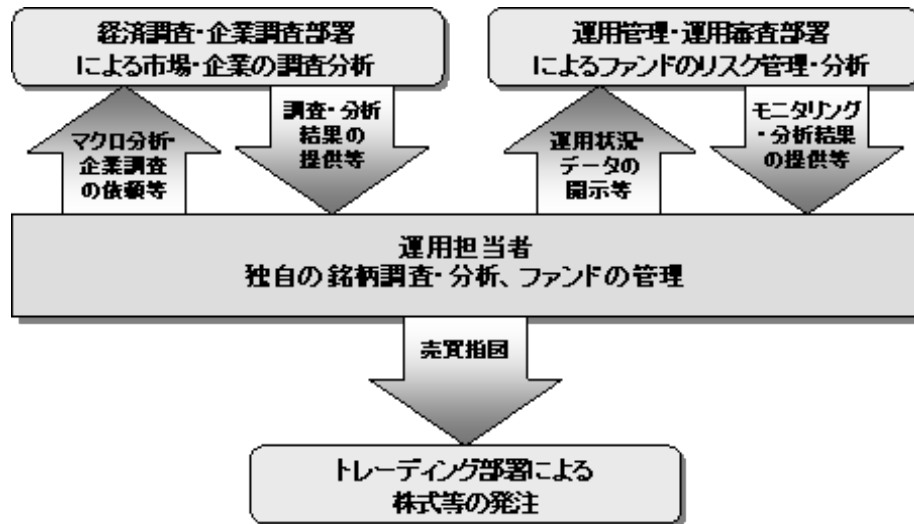 経済調査・企業調査部署
による市場・企業の調査分析
運用管理・運用審査部署
によるファンドのリスク管理・分析
マクロ分析・
企業調査
の依頼等
調査・分析
結果の
提供等
運用状況・
データの
開示等
モニタリング
・分析結果
の提供等
運用担当者
独自の銘柄調査・分析、ファンドの管理
売買指図
トレーディング部署による
株式等の発注